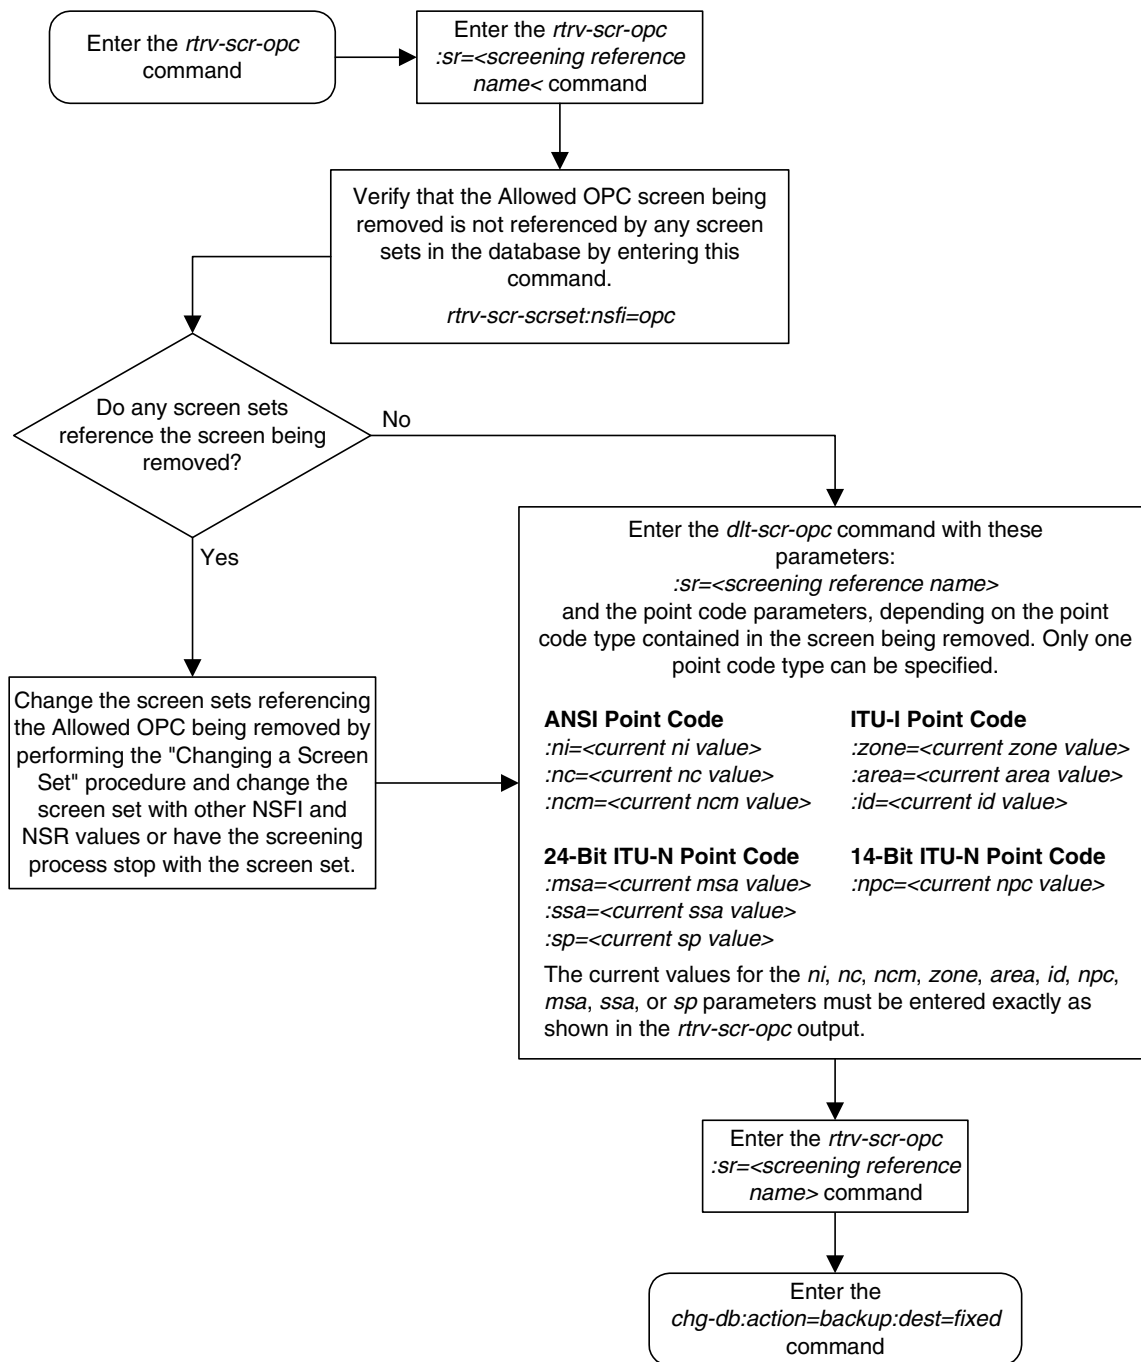 Enter the rtrv-scr-opc
command
Enter the rtrv-scr-opc
:sr=<screening reference
name< command
Verify that the Allowed OPC screen being
removed is not referenced by any screen
sets in the database by entering this
command.
rtrv-scr-scrset:nsfi=opc
Do any screen sets
reference the screen being
removed?
No
Yes
Change the screen sets referencing
the Allowed OPC being removed by
performing the "Changing a Screen
Set" procedure and change the
screen set with other NSFI and
NSR values or have the screening
process stop with the screen set.
Enter the dlt-scr-opc command with these
parameters:
:sr=<screening reference name>
and the point code parameters, depending on the point
code type contained in the screen being removed. Only one
point code type can be specified.
ANSI Point Code
:ni=<current ni value>
:nc=<current nc value>
:ncm=<current ncm value>
ITU-I Point Code
:zone=<current zone value>
:area=<current area value>
:id=<current id value>
24-Bit ITU-N Point Code
:msa=<current msa value>
:ssa=<current ssa value>
:sp=<current sp value>
14-Bit ITU-N Point Code
:npc=<current npc value>
The current values for the ni, nc, ncm, zone, area, id, npc,
msa, ssa, or sp parameters must be entered exactly as
shown in the rtrv-scr-opc output.
Enter the rtrv-scr-opc
:sr=<screening reference
name> command
Enter the
chg-db:action=backup:dest=fixed
command